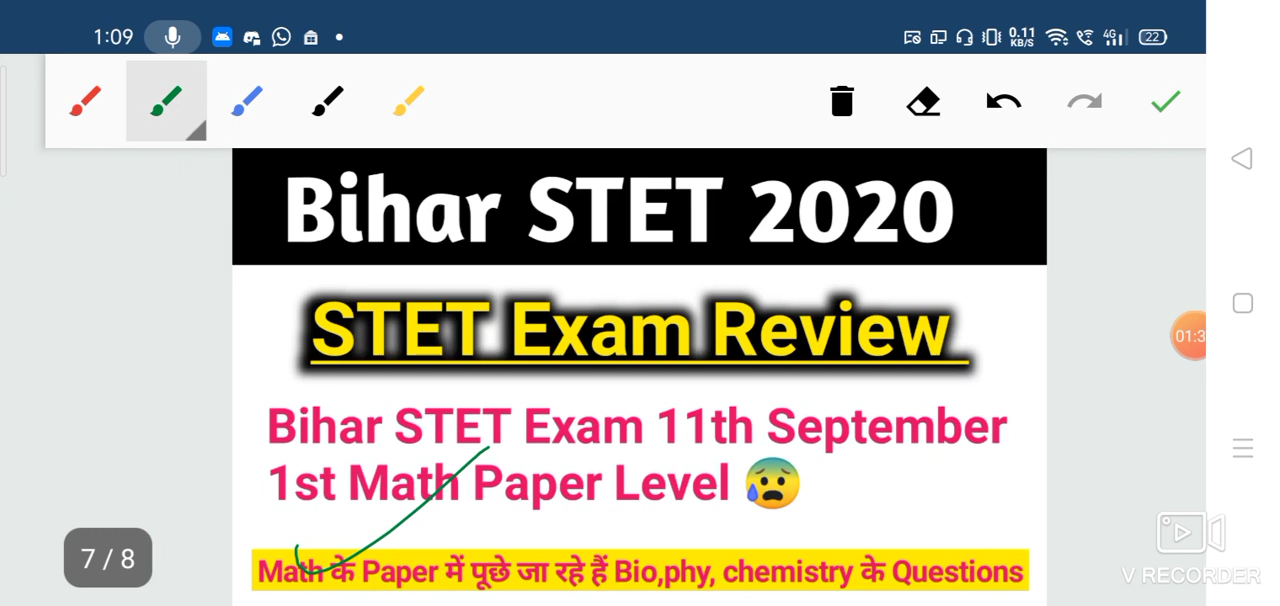 1:09
0.11
KB/S
4G
22
Bihar STET 2020
STET Exam Review
01:3
Bihar STET Exam 11th September
1st Math Paper Level
7 / 8
Math के Paper में पूछे जा रहे हैं Bio,phy, chemistry के Questions
V RECORDER